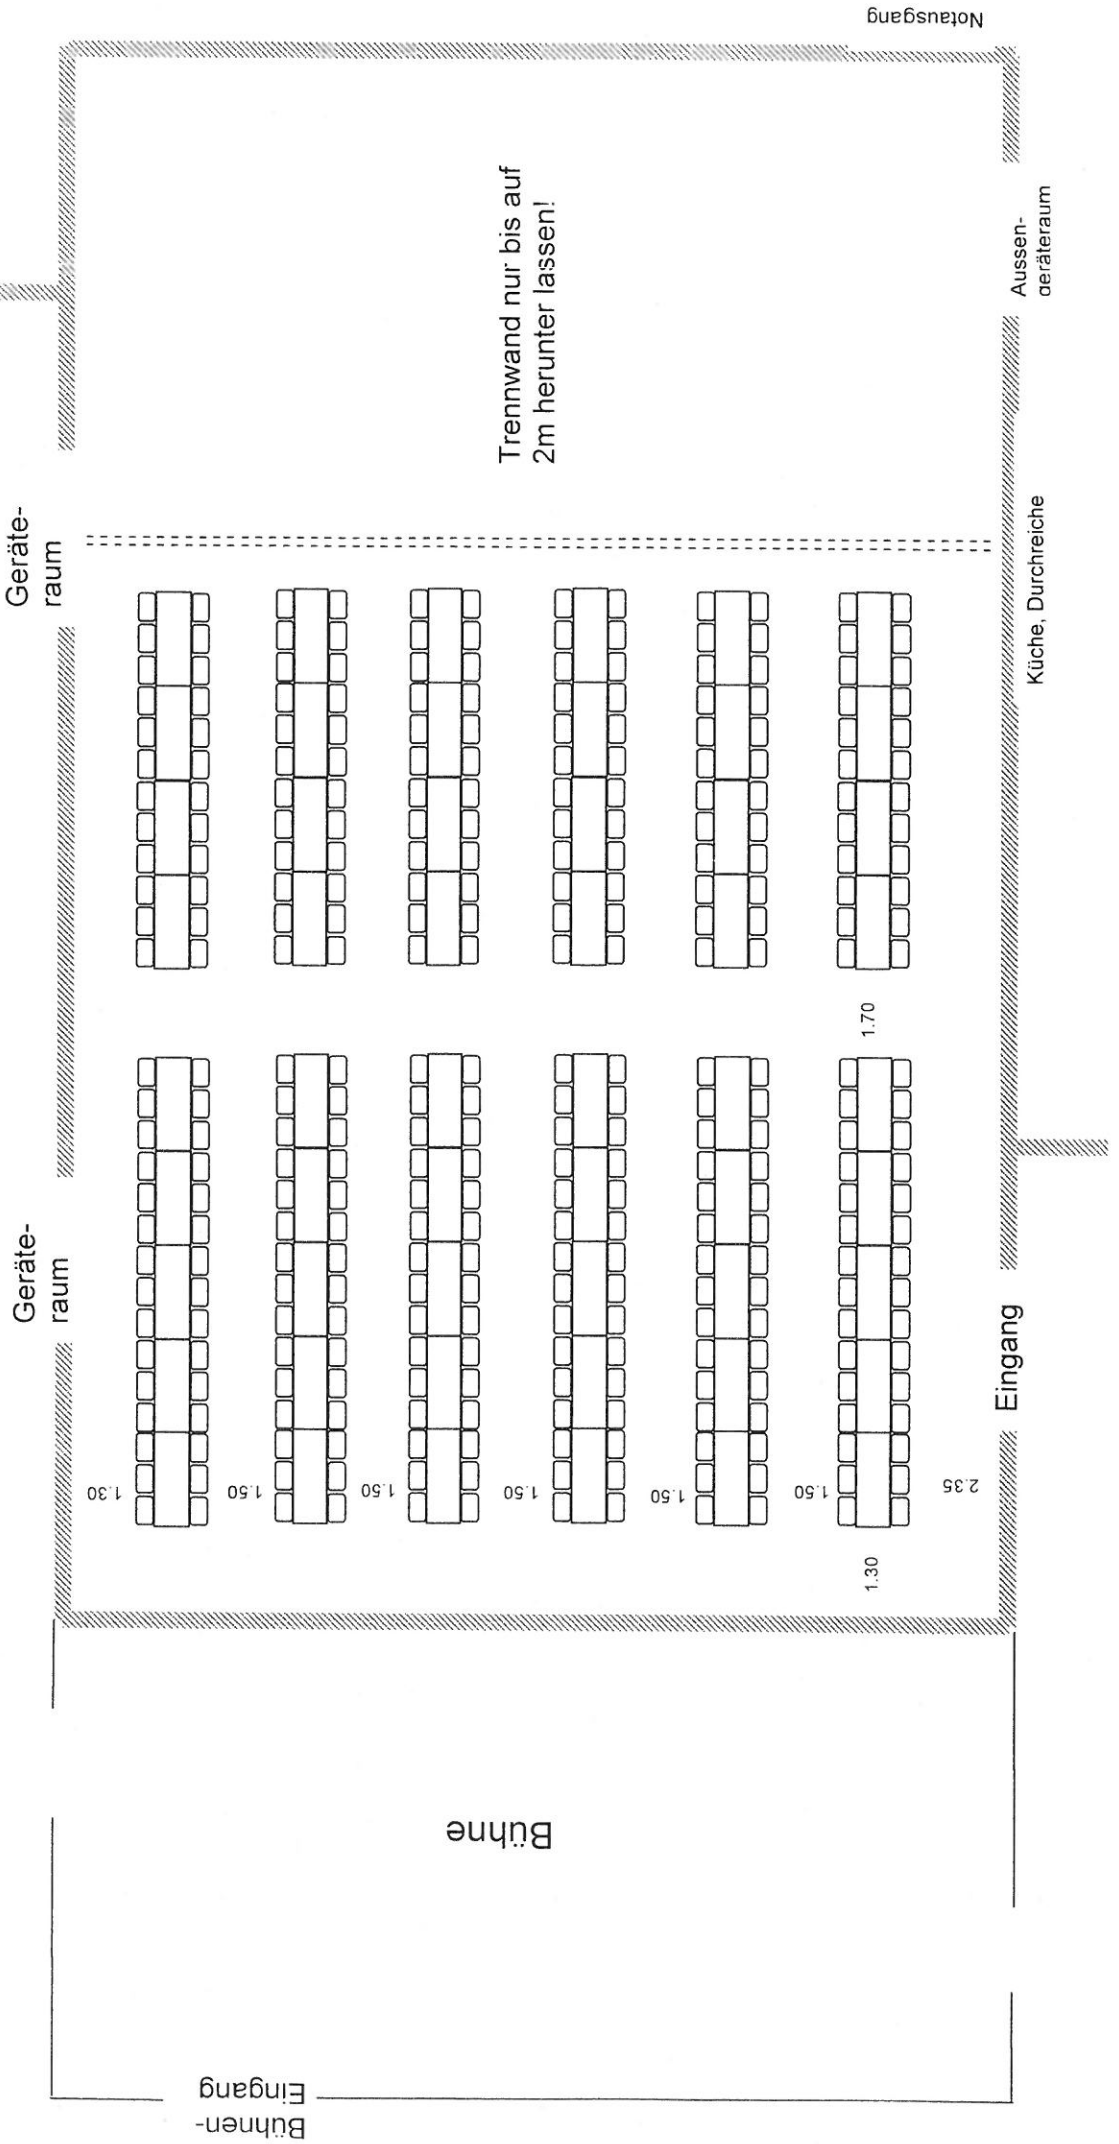 Notausgang
Geräte-
raum
Geräte-
raum
Trennwand nur bis auf
2m herunter lassen!
Aussen-
geräteraum
Küche, Durchreiche
Eingang
1.70
1.30
1.50
1.50
1.50
1.50
1.50
2.35
1.30
Bühne
Bühnen-
Eingang